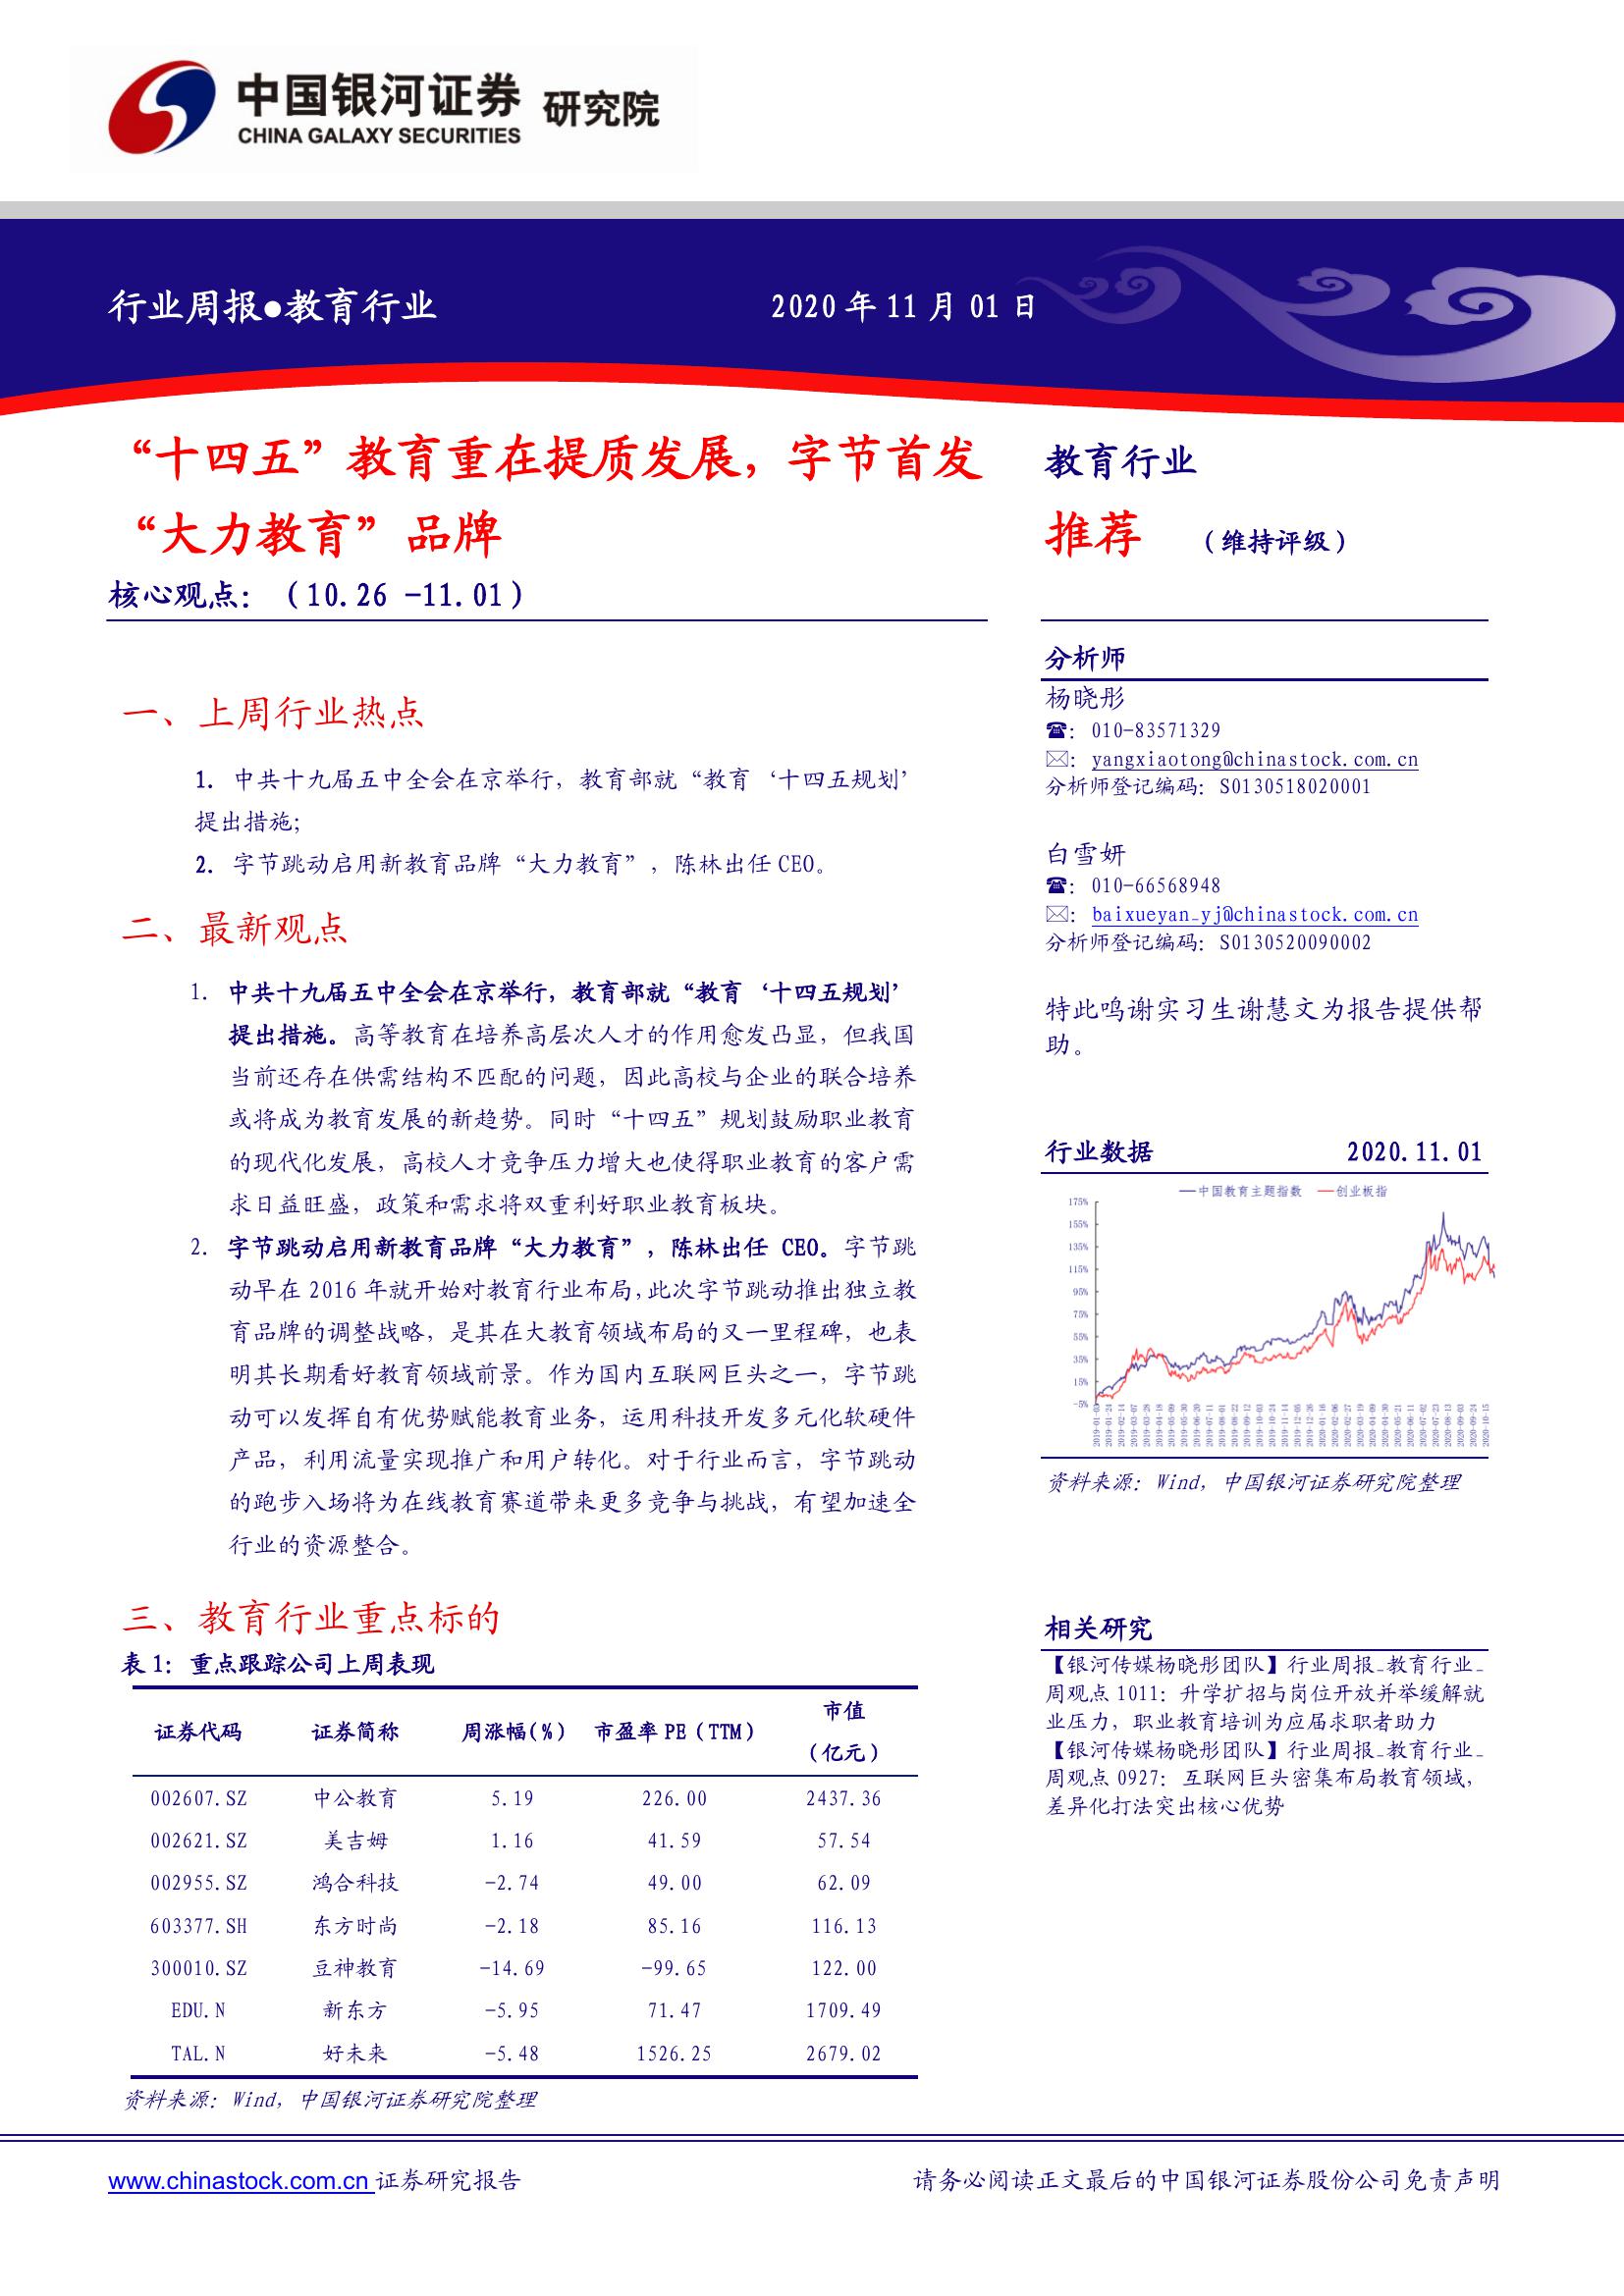 中国银河证券 研究院
CHINA GALAXY SECURITIES
行业周报●教育行业
2020 年 11 月 01 日
“十四五”教育重在提质发展，字节首发
“大力教育”品牌
核心观点：（10.26 -11.01）
一、上周行业热点
1. 中共十九届五中全会在京举行，教育部就“教育‘十四五规划’
提出措施；
2. 字节跳动启用新教育品牌“大力教育”，陈林出任 CEO。
二、最新观点
1. 中共十九届五中全会在京举行，教育部就“教育‘十四五规划’
提出措施。高等教育在培养高层次人才的作用愈发凸显，但我国
当前还存在供需结构不匹配的问题，因此高校与企业的联合培养
或将成为教育发展的新趋势。同时“十四五”规划鼓励职业教育
的现代化发展，高校人才竞争压力增大也使得职业教育的客户需
求日益旺盛，政策和需求将双重利好职业教育板块。
2. 字节跳动启用新教育品牌“大力教育”，陈林出任 CEO。字节跳
动早在 2016 年就开始对教育行业布局,此次字节跳动推出独立教
育品牌的调整战略，是其在大教育领域布局的又一里程碑，也表
明其长期看好教育领域前景。作为国内互联网巨头之一，字节跳
动可以发挥自有优势赋能教育业务，运用科技开发多元化软硬件
产品，利用流量实现推广和用户转化。对于行业而言，字节跳动
的跑步入场将为在线教育赛道带来更多竞争与挑战，有望加速全
行业的资源整合。
三、教育行业重点标的
表 1：重点跟踪公司上周表现
证券代码 证券简称 周涨幅(%) 市盈率 PE（TTM） 市值
（亿元）
002607.SZ 中公教育 5.19 226.00 2437.36
002621.SZ 美吉姆 1.16 41.59 57.54
002955.SZ 鸿合科技 -2.74 49.00 62.09
603377.SH 东方时尚 -2.18 85.16 116.13
300010.SZ 豆神教育 -14.69 -99.65 122.00
EDU.N 新东方 -5.95 71.47 1709.49
TAL.N 好未来 -5.48 1526.25 2679.02
资料来源：Wind，中国银河证券研究院整理
教育行业
推荐 （维持评级）
分析师
杨晓彤
☎：010-83571329
✉：yangxiaotong@chinastock.com.cn
分析师登记编码：S0130518020001
白雪妍
☎：010-66568948
✉：baixueyan_yj@chinastock.com.cn
分析师登记编码：S0130520090002
特此鸣谢实习生谢慧文为报告提供帮
助。
行业数据 2020.11.01
中国教育主题指数 创业板指
175%
155%
135%
115%
95%
75%
55%
35%
15%
-5%
资料来源：Wind，中国银河证券研究院整理
相关研究
【银河传媒杨晓彤团队】行业周报_教育行业_
周观点 1011：升学扩招与岗位开放并举缓解就
业压力，职业教育培训为应届求职者助力
【银河传媒杨晓彤团队】行业周报_教育行业_
周观点 0927：互联网巨头密集布局教育领域，
差异化打法突出核心优势
www.chinastock.com.cn 证券研究报告
请务必阅读正文最后的中国银河证券股份公司免责声明